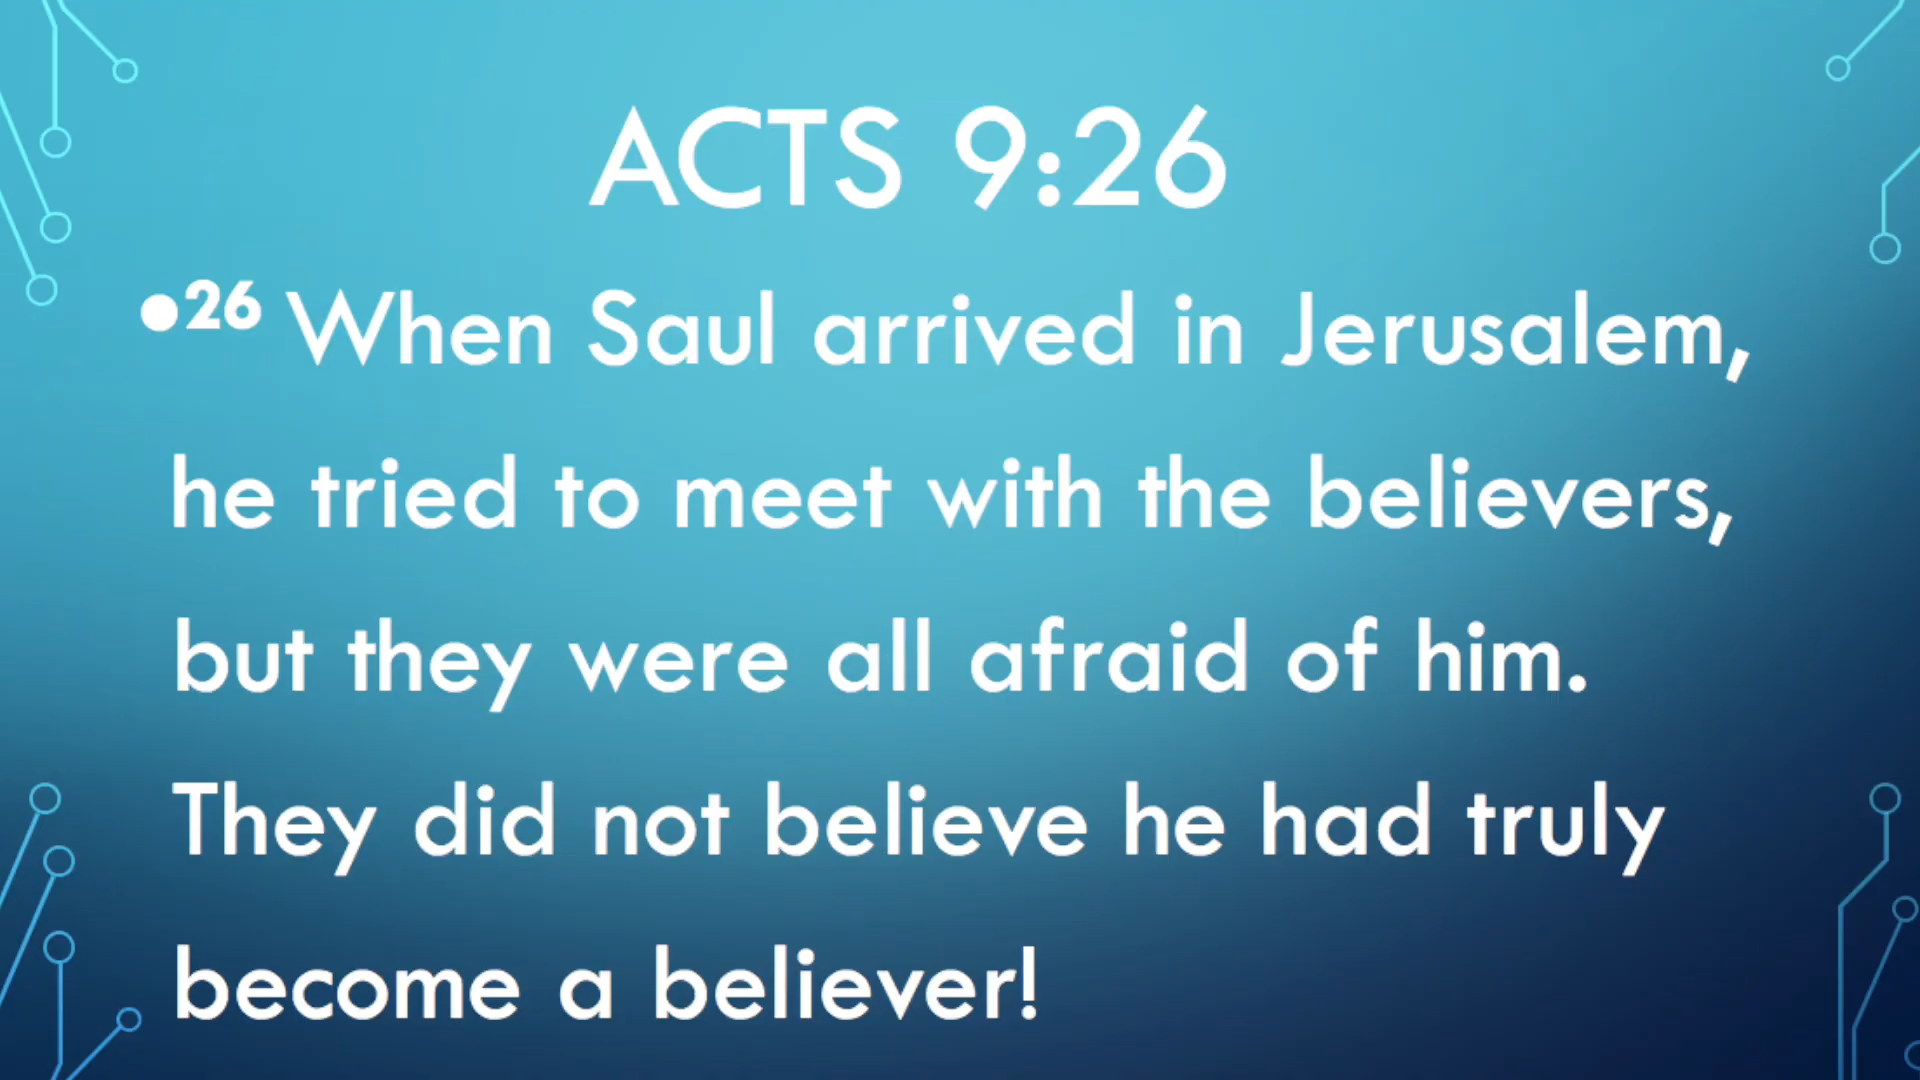 ACTS 9:26
•26 When Saul arrived in Jerusalem,
he tried to meet with the believers,
but they were all afraid of him.
They did not believe he had truly
become a believer!